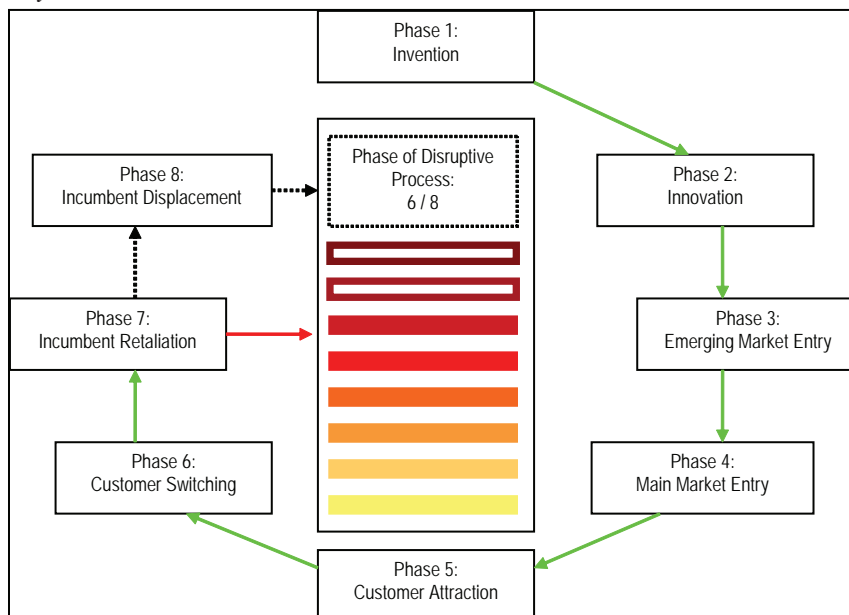 Phase 1:
Invention
Phase of Disruptive
Process:
6 / 8
Phase 8:
Incumbent Displacement
Phase 2:
Innovation
Phase 7:
Incumbent Retaliation
Phase 3:
Emerging Market Entry
Phase 6:
Customer Switching
Phase 4:
Main Market Entry
Phase 5:
Customer Attraction